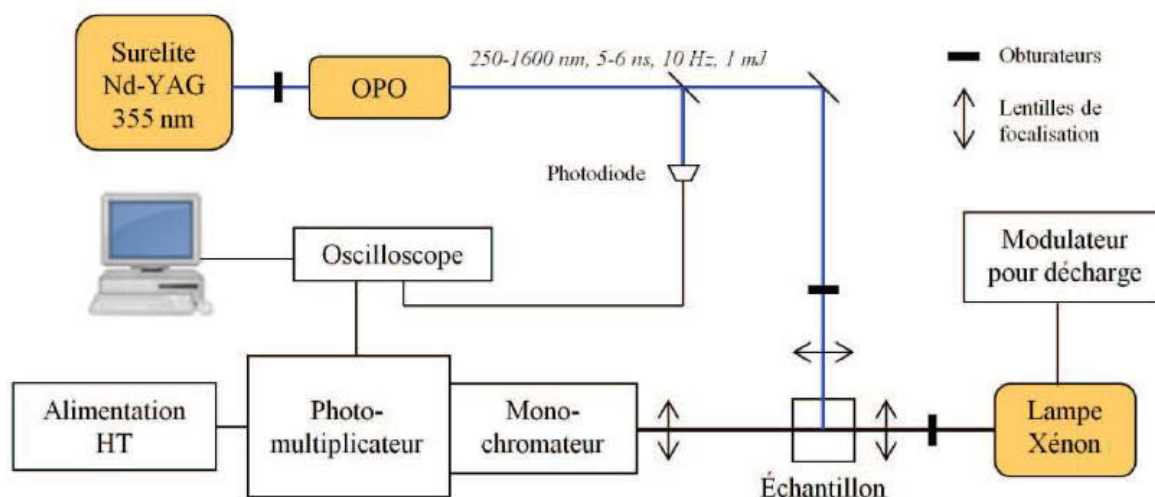 Surelite
Nd-YAG
355 nm
OPO
250-1600 nm, 5-6 ns, 10 Hz, 1 mJ
Obturateurs
Lentilles de
focalisation
Photodiode
Oscilloscope
Modulateur
pour décharge
Alimentation
HT
Photo-
multiplicateur
Mono-
chromateur
Échantillon
Lampe
Xénon